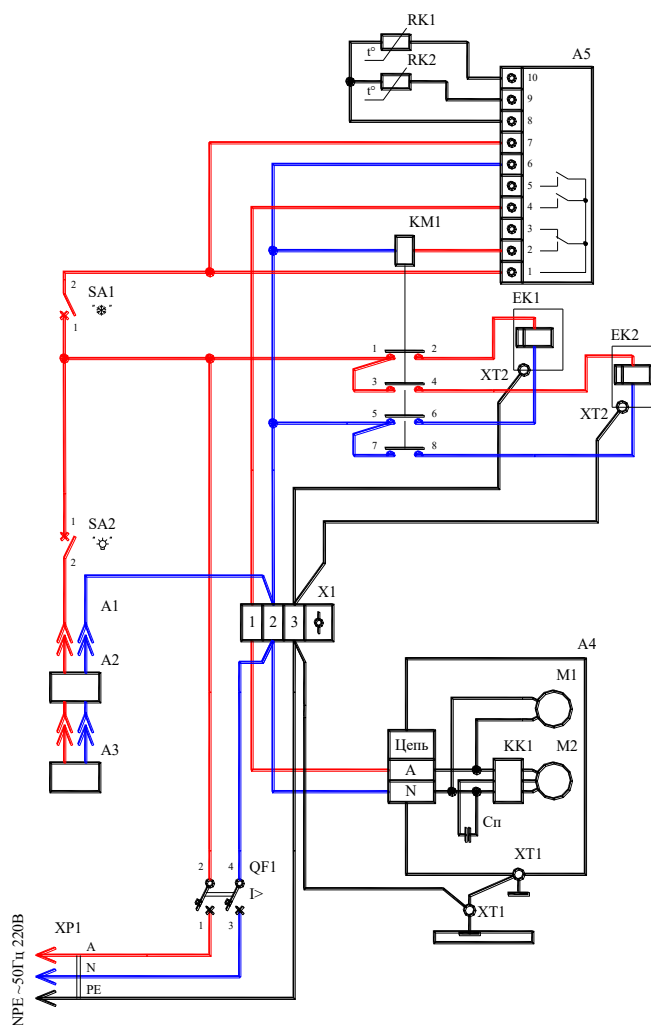 RK1
t°
RK2
t°
A5
10
9
8
7
6
5
4
3
2
1
KM1
2
SA1
"❄"
1
EK1
EK2
XT2
XT2
1 2
3 4
5 6
7 8
1
SA2
"💡"
2
A1
A2
A3
X1
1 2 3
A4
M1
Цепь
A
N
KK1
M2
Cп
XT1
XT1
2 4
QF1
I>
1 3
XP1
A
N
PE
NPE ~50Гц 220В